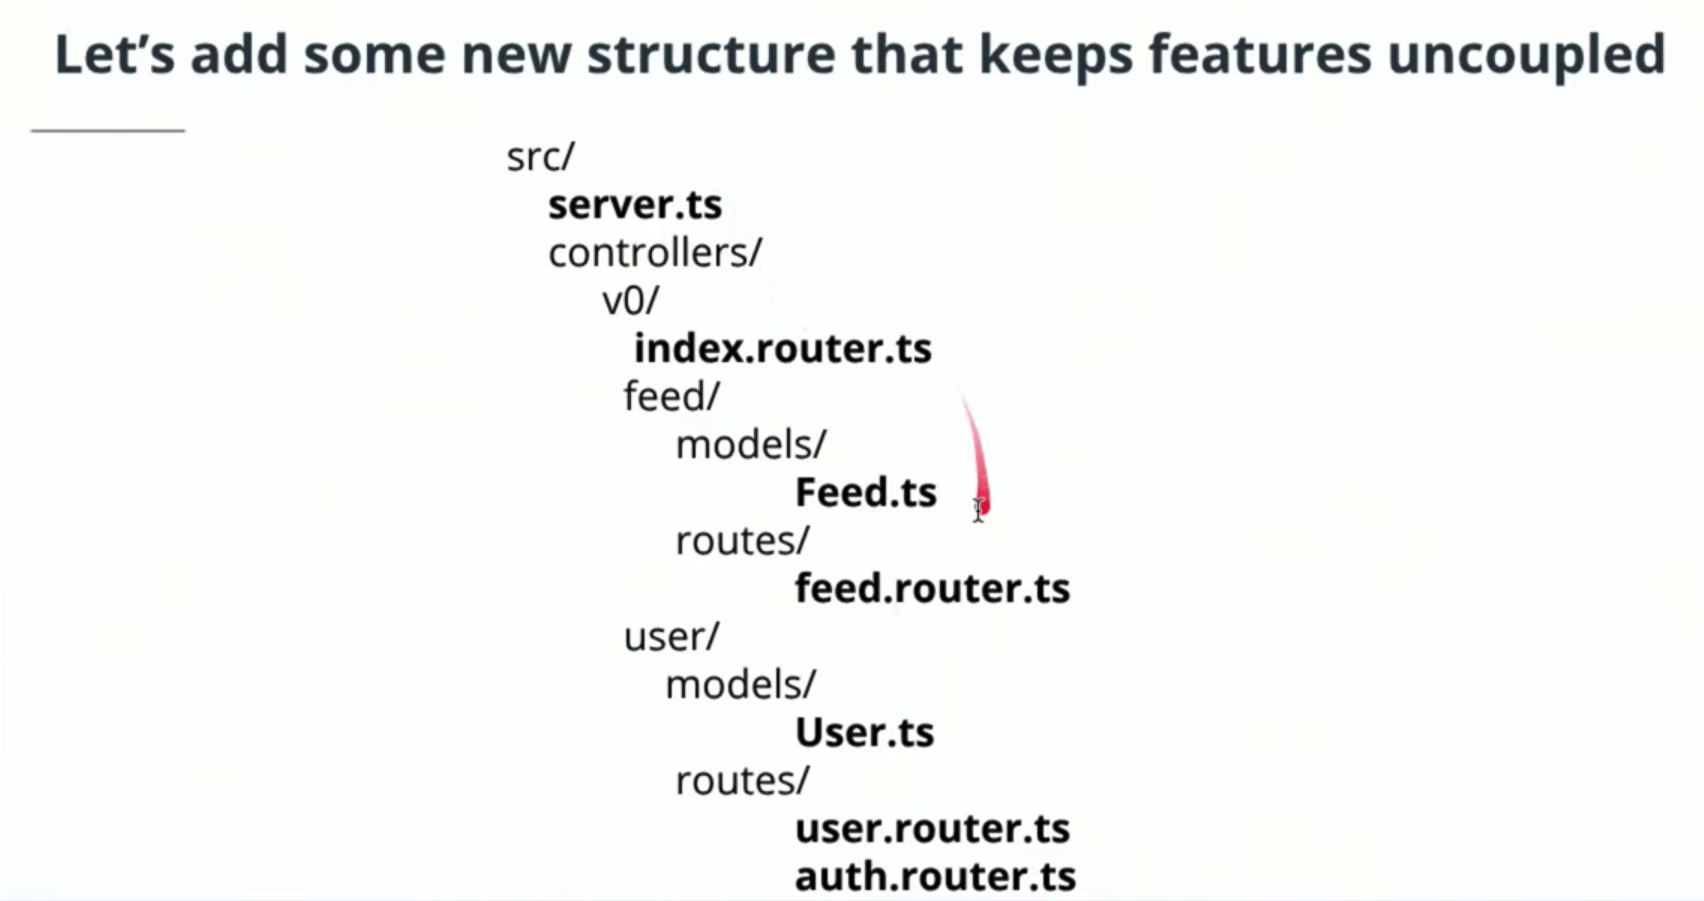 Let’s add some new structure that keeps features uncoupled
src/
server.ts
controllers/
v0/
index.router.ts
feed/
models/
Feed.ts
routes/
feed.router.ts
user/
models/
User.ts
routes/
user.router.ts
auth.router.ts